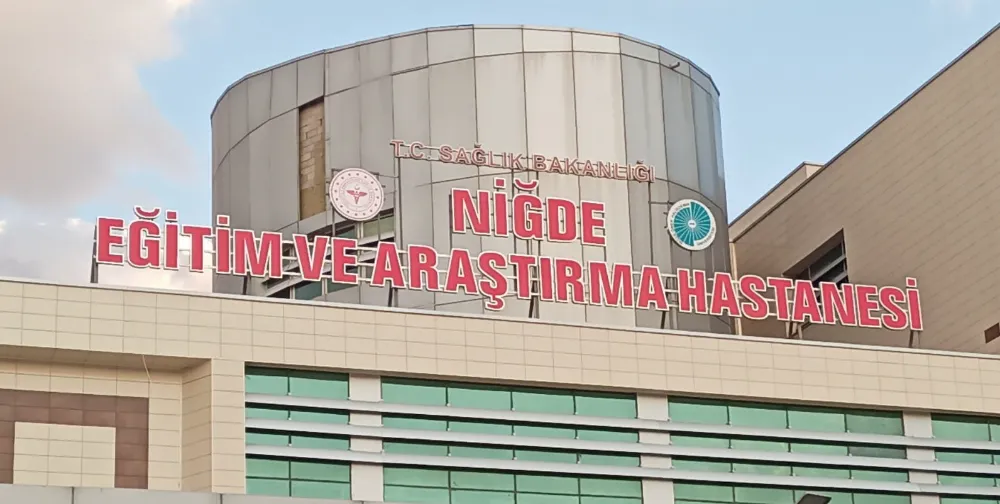 T.C. SAĞLIK BAKANLIĞI
NİĞDE
EĞİTİM VE ARAŞTIRMA HASTANESİ